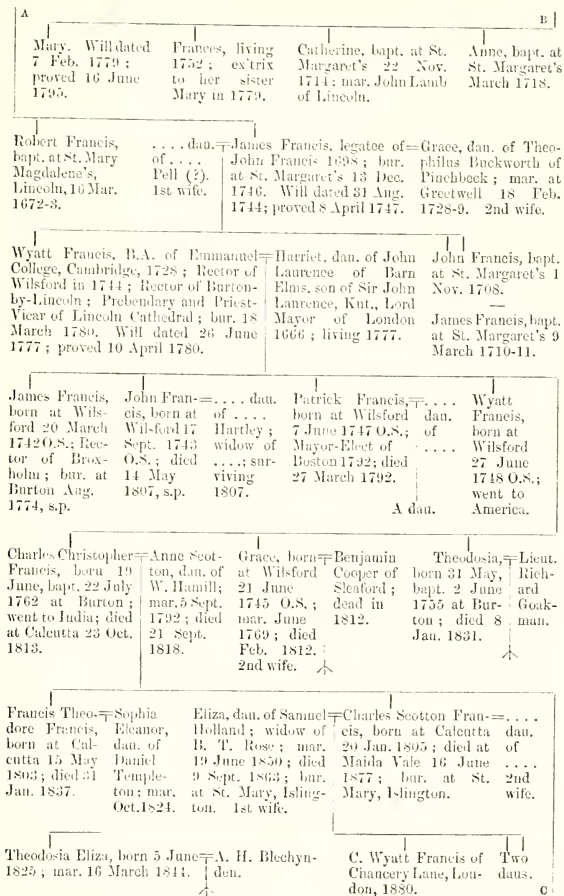 A
B
Mary. Will dated
7 Feb. 1779;
proved 16 June
1795.
Frances, living
1752; ex'trix
to her sister
Mary in 1779.
Catherine, bapt. at St.
Margaret's 22 Nov.
1714; mar. John Lamb
of Lincoln.
Anne, bapt. at
St. Margaret's
March 1718.
Robert Francis,
bapt. at St. Mary
Magdalene's,
Lincoln, 16 Mar.
1672-3.
. . . . dau.
of . . . .
Pell (?).
1st wife.
James Francis, legatee of
John Francis 1698; bur.
at St. Margaret's 13 Dec.
1746. Will dated 31 Aug.
1744; proved 8 April 1747.
Grace, dau. of Theo-
philus Buckworth of
Pinchbeck; mar. at
Greetwell 18 Feb.
1728-9. 2nd wife.
Wyatt Francis, B.A. of Emmanuel
College, Cambridge, 1728; Rector of
Wilsford in 1744; Rector of Burton-
by-Lincoln; Prebendary and Priest-
Vicar of Lincoln Cathedral; bur. 18
March 1780. Will dated 26 June
1777; proved 10 April 1780.
Harriet, dau. of John
Laurence of Barn
Elms, son of Sir John
Laurence, Knt., Lord
Mayor of London
1666; living 1777.
John Francis, bapt.
at St. Margaret's 1
Nov. 1708.
—
James Francis, bapt.
at St. Margaret's 9
March 1710-11.
James Francis,
born at Wils-
ford 20 March
1742 O.S.; Rec-
tor of Brox-
holm; bur. at
Burton Aug.
1774, s.p.
John Fran-
cis, born at
Wilsford 17
Sept. 1743
O.S.; died
14 May
1807, s.p.
. . . . dau.
of . . . .
Hartley;
widow of
. . . .; sur-
viving
1807.
Patrick Francis,
born at Wilsford
7 June 1747 O.S.;
Mayor-Elect of
Boston 1792; died
27 March 1792.
. . . .
dau.
of
. . . .
A dau.
Wyatt
Francis,
born at
Wilsford
27 June
1748 O.S.;
went to
America.
Charles Christopher
Francis, born 19
June, bapt. 22 July
1762 at Burton;
went to India; died
at Calcutta 23 Oct.
1813.
Anne Scot-
ton, dau. of
W. Hamill;
mar. 5 Sept.
1792; died
21 Sept.
1818.
Grace, born
at Wilsford
21 June
1745 O.S.;
mar. June
1769; died
Feb. 1812.
2nd wife.
Benjamin
Cooper of
Sleaford;
dead in
1812.
Theodosia,
born 31 May,
bapt. 2 June
1755 at Bur-
ton; died 8
Jan. 1831.
Lieut.
Rich-
ard
Goak-
man.
Francis Theo-
dore Francis,
born at Cal-
cutta 15 May
1803; died 31
Jan. 1837.
Sophia
Eleanor,
dau. of
Daniel
Temple-
ton; mar.
Oct. 1824.
Eliza, dau. of Samuel
Holland; widow of
B. T. Rose; mar.
19 June 1850; died
9 Sept. 1863; bur.
at St. Mary, Isling-
ton. 1st wife.
Charles Scotton Fran-
cis, born at Calcutta
20 Jan. 1805; died at
Maida Vale 16 June
1877; bur. at St.
Mary, Islington.
. . . .
dau.
of
. . . .
2nd
wife.
Theodosia Eliza, born 5 June
1825; mar. 16 March 1844.
A. H. Blechyn-
den.
C. Wyatt Francis of
Chancery Lane, Lon-
don, 1880.
Two
daus.
C